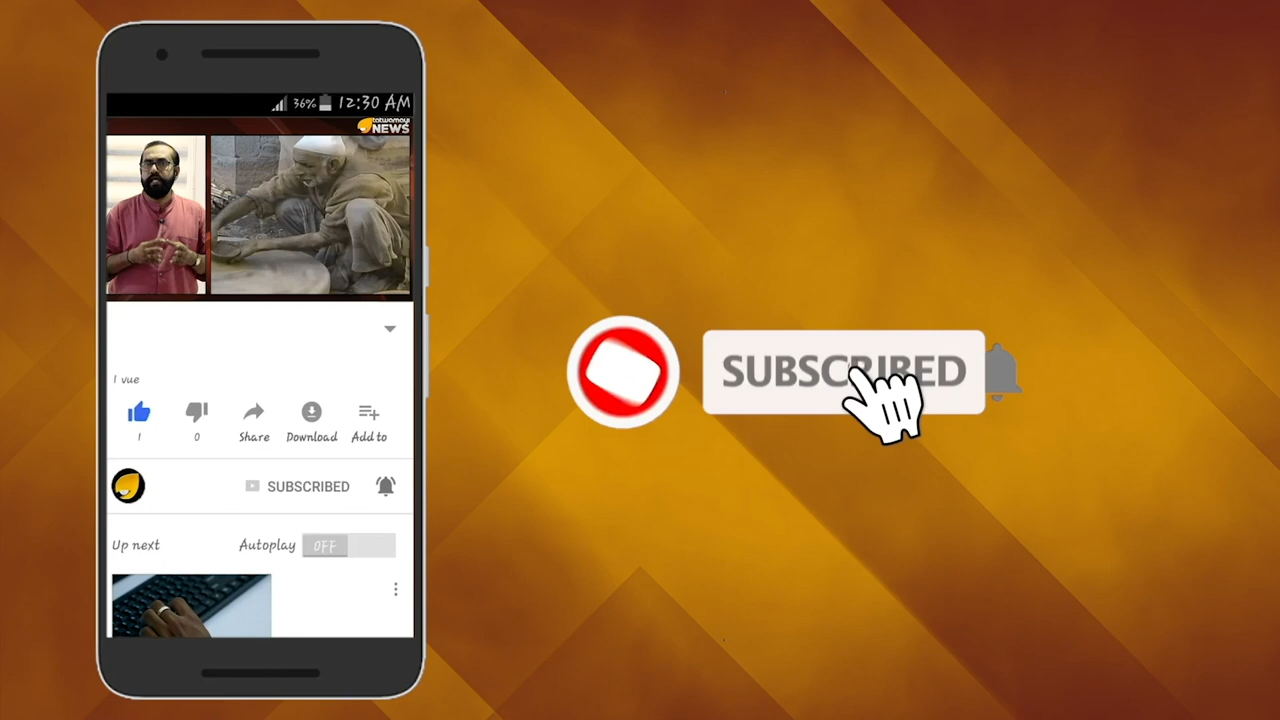 36% 12:30 AM
tatwamayi
NEWS
1 vue
1 0 Share Download Add to
SUBSCRIBED
Up next Autoplay OFF
SUBSCRIBED